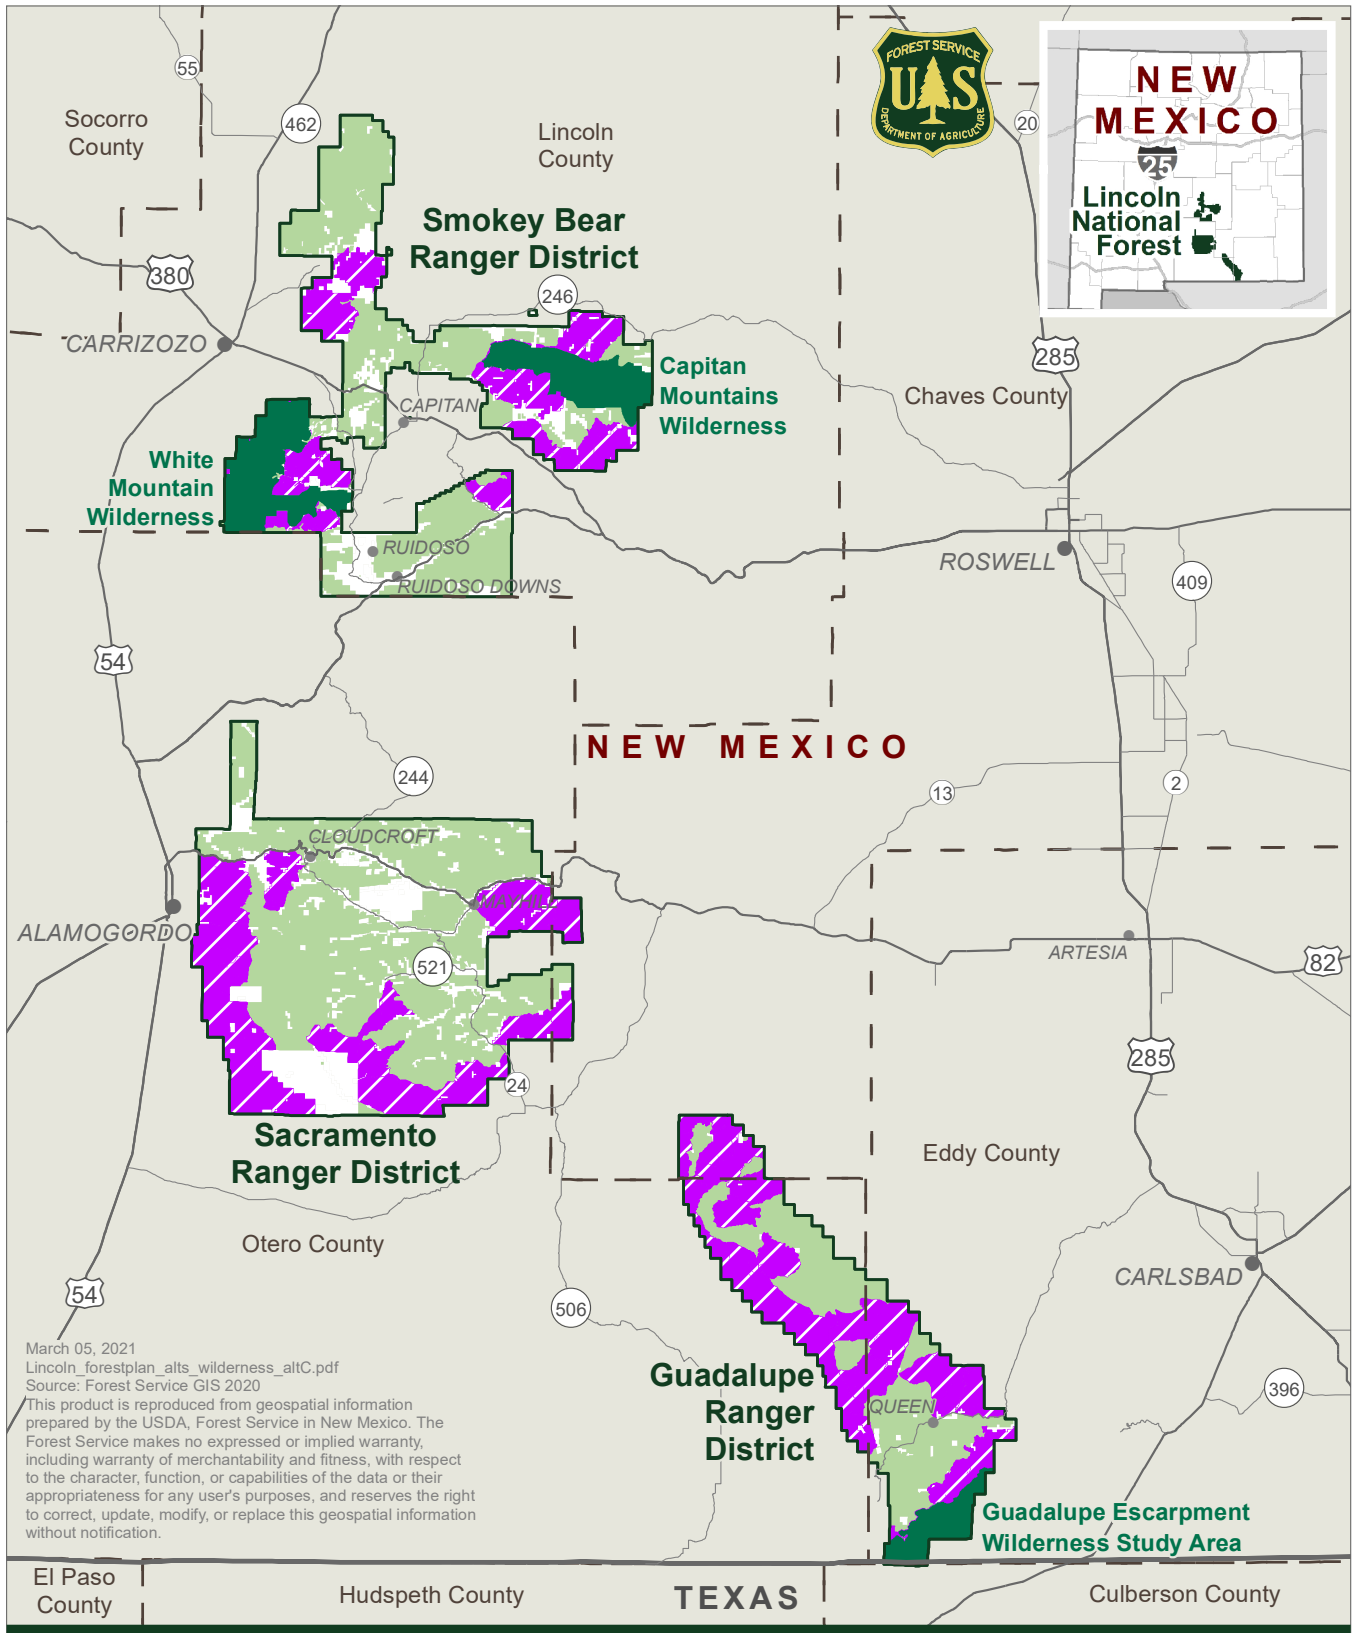 55
Socorro
County
462
Lincoln
County
FOREST SERVICE
U S
DEPARTMENT OF AGRICULTURE
20
NEW
MEXICO
25
Lincoln
National
Forest
Smokey Bear
Ranger District
380
246
CARRIZOZO
285
Capitan
Mountains
Wilderness
Chaves County
CAPITAN
White
Mountain
Wilderness
RUIDOSO
RUIDOSO DOWNS
ROSWELL
409
54
NEW MEXICO
244
13
2
CLOUDCROFT
MAYHILL
ALAMOGORDO
521
ARTESIA
82
285
24
Sacramento
Ranger District
Eddy County
Otero County
CARLSBAD
54
506
March 05, 2021
Lincoln_forestplan_alts_wilderness_altC.pdf
Source: Forest Service GIS 2020
This product is reproduced from geospatial information
prepared by the USDA, Forest Service in New Mexico. The
Forest Service makes no expressed or implied warranty,
including warranty of merchantability and fitness, with respect
to the character, function, or capabilities of the data or their
appropriateness for any user's purposes, and reserves the right
to correct, update, modify, or replace this geospatial information
without notification.
Guadalupe
Ranger
District
QUEEN
396
Guadalupe Escarpment
Wilderness Study Area
El Paso
County
Hudspeth County
TEXAS
Culberson County